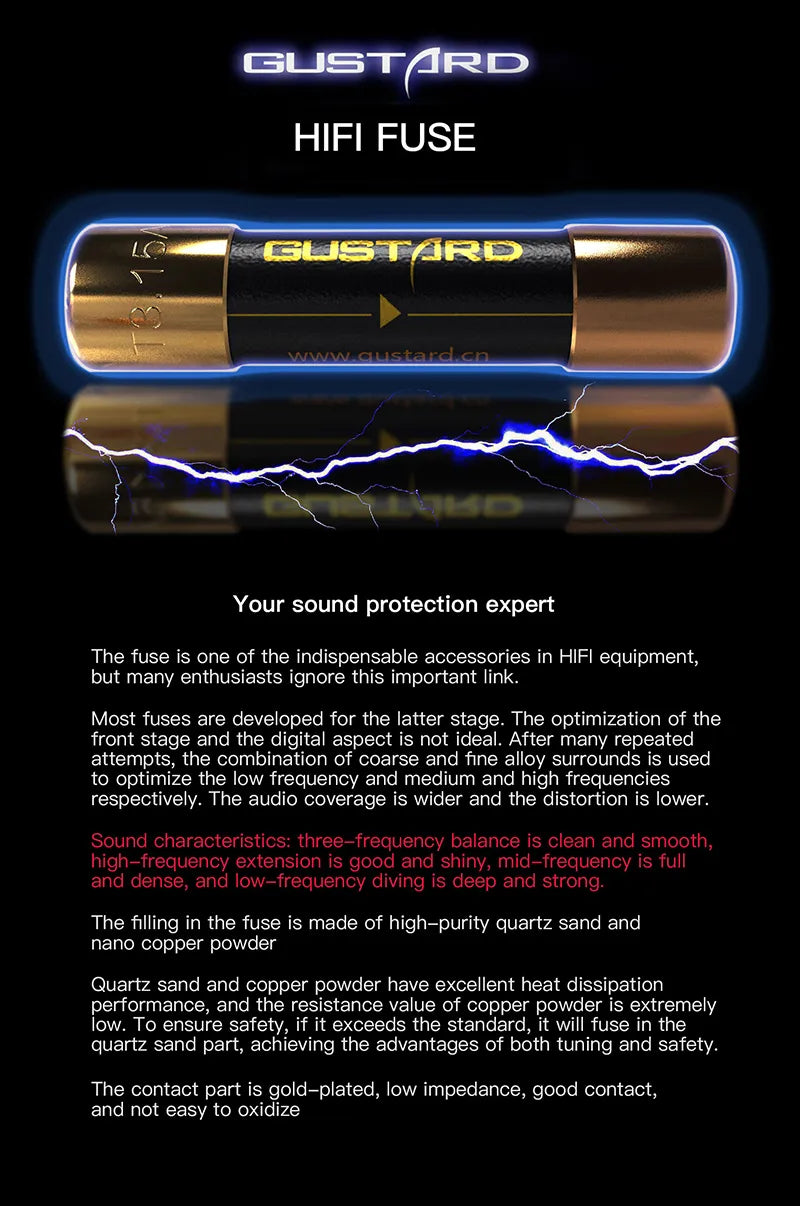 GUSTARD
HIFI FUSE
T8.15A
GUSTARD
www.gustard.cn
Your sound protection expert
The fuse is one of the indispensable accessories in HIFI equipment,
but many enthusiasts ignore this important link.
Most fuses are developed for the latter stage. The optimization of the
front stage and the digital aspect is not ideal. After many repeated
attempts, the combination of coarse and fine alloy surrounds is used
to optimize the low frequency and medium and high frequencies
respectively. The audio coverage is wider and the distortion is lower.
Sound characteristics: three-frequency balance is clean and smooth,
high-frequency extension is good and shiny, mid-frequency is full
and dense, and low-frequency diving is deep and strong.
The filling in the fuse is made of high-purity quartz sand and
nano copper powder
Quartz sand and copper powder have excellent heat dissipation
performance, and the resistance value of copper powder is extremely
low. To ensure safety, if it exceeds the standard, it will fuse in the
quartz sand part, achieving the advantages of both tuning and safety.
The contact part is gold-plated, low impedance, good contact,
and not easy to oxidize